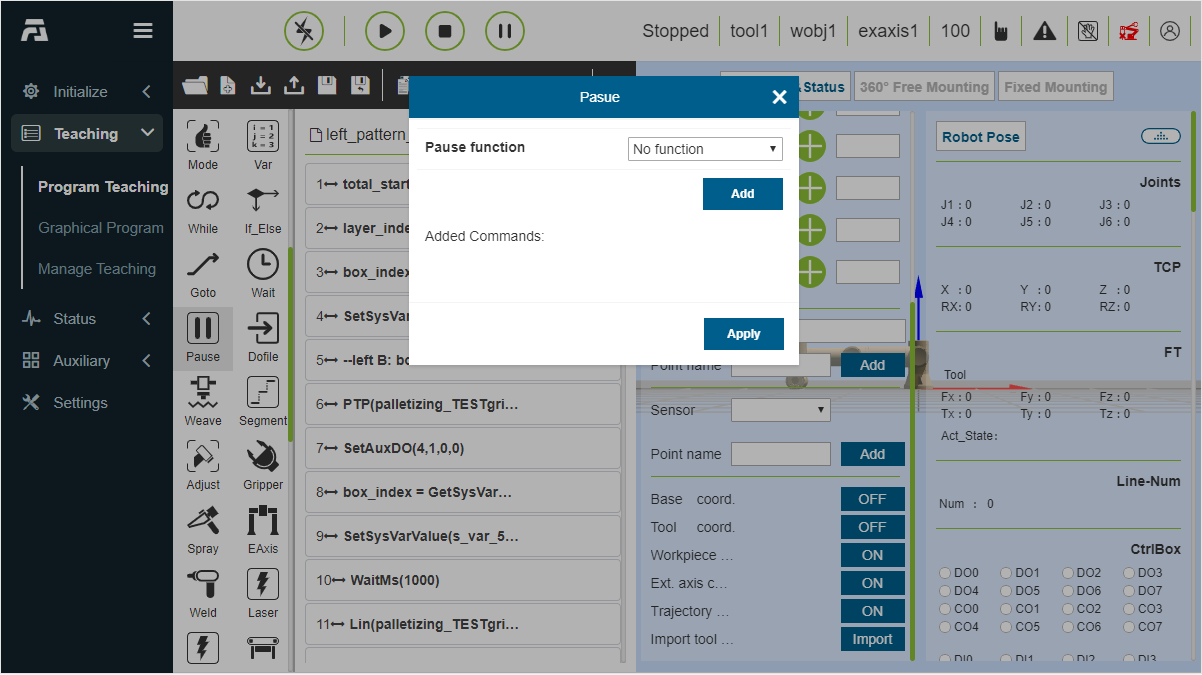 Stopped tool1 wobj1 exaxis1 100
Initialize
Teaching
Program Teaching
Graphical Program
Manage Teaching
Status
Auxiliary
Settings
Mode Var
i = 1
j = 2
k = 3
While If_Else
Goto Wait
Pause Dofile
Weave Segment
Adjust Gripper
Spray EAxis
Weld Laser
left_pattern_
1 total_start
2 layer_inde
3 box_index
4 SetSysVar
5 --left B: bo
6 PTP(palletizing_TESTgri...
7 SetAuxDO(4,1,0,0)
8 box_index = GetSysVar...
9 SetSysVarValue(s_var_5...
10 WaitMs(1000)
11 Lin(palletizing_TESTgri...
Pasue
Pause function No function
Add
Added Commands:
Apply
Status 360° Free Mounting Fixed Mounting
Point name Add
Sensor
Point name Add
Base coord. OFF
Tool coord. OFF
Workpiece ... ON
Ext. axis c... ON
Trajectory ... ON
Import tool ... Import
Robot Pose
Joints
J1 : 0 J2 : 0 J3 : 0
J4 : 0 J5 : 0 J6 : 0
TCP
X : 0 Y : 0 Z : 0
RX: 0 RY: 0 RZ: 0
FT
Tool
Fx : 0 Fy : 0 Fz : 0
Tx : 0 Ty : 0 Tz : 0
Act_State:
Line-Num
Num : 0
CtrlBox
DO0 DO1 DO2 DO3
DO4 DO5 DO6 DO7
CO0 CO1 CO2 CO3
CO4 CO5 CO6 CO7
DI0 DI1 DI2 DI3